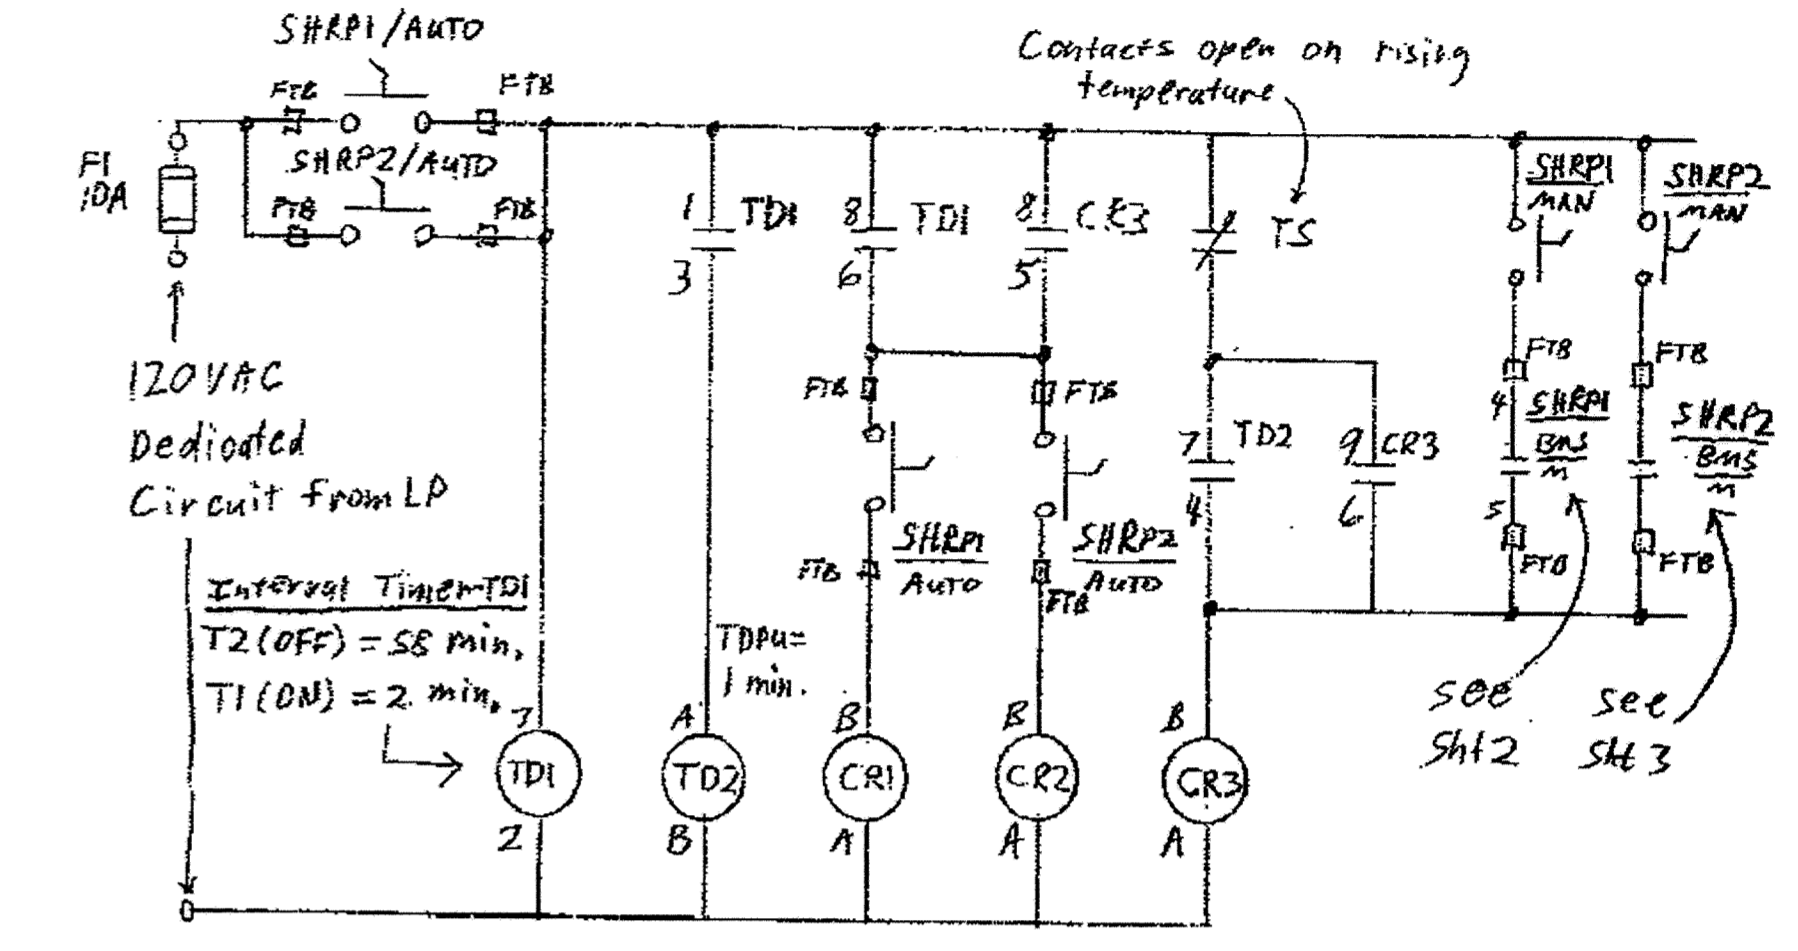 SHRP1/AUTO
FTB
FTB
SHRP2/AUTO
FTB
FTB
F1
10A
120VAC
Dedicated
Circuit from LP
Interval Timer-TD1
T2(OFF) = 58 min.
T1(ON) = 2 min.
7
TD1
2
1 TD1
3
TDPU=
1 min.
A
TD2
B
8 TD1
6
FTB
SHRP1
AUTO
FTB
B
CR1
A
8 CR3
5
FTB
SHRP2
AUTO
FTB
B
CR2
A
Contacts open on rising
temperature
TS
7 TD2
4
9 CR3
6
B
CR3
A
SHRP1
MAN
FTB
4 SHRP1
BMS
M
5
FTB
see
Sht 2
SHRP2
MAN
FTB
SHRP2
BMS
M
FTB
see
Sht 3